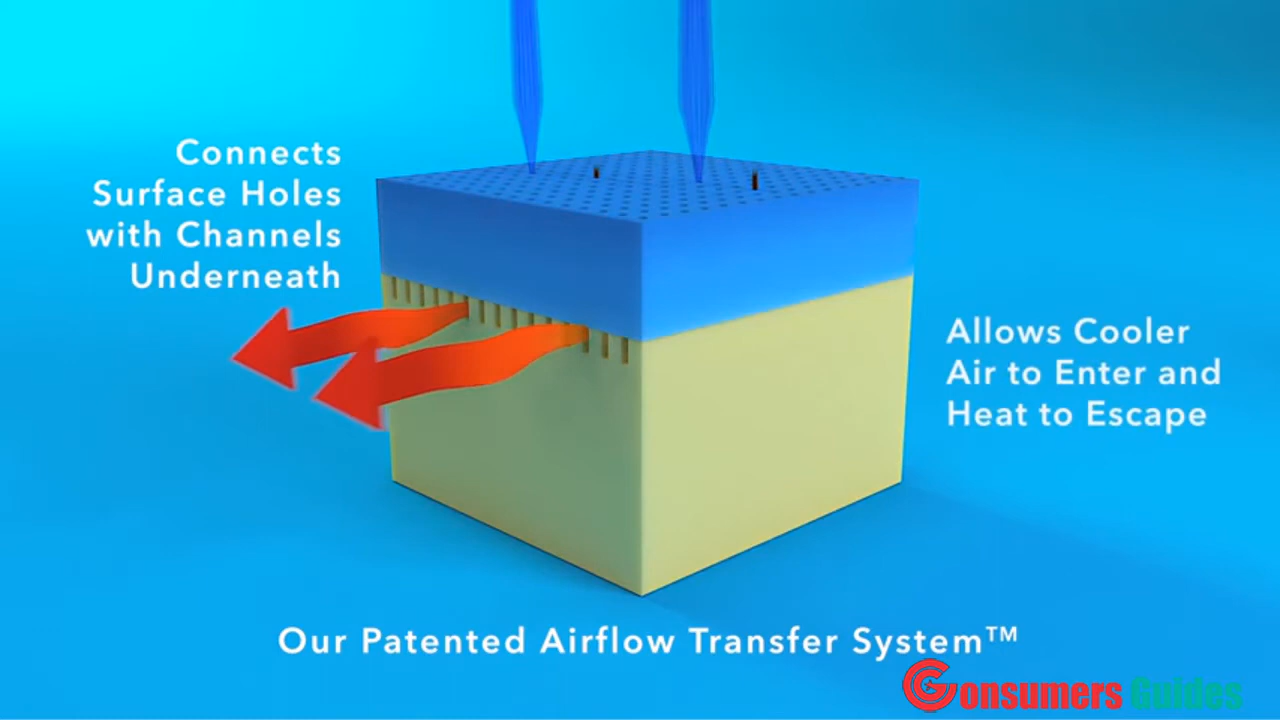 Connects
Surface Holes
with Channels
Underneath
Allows Cooler
Air to Enter and
Heat to Escape
Our Patented Airflow Transfer System™
Consumers Guides